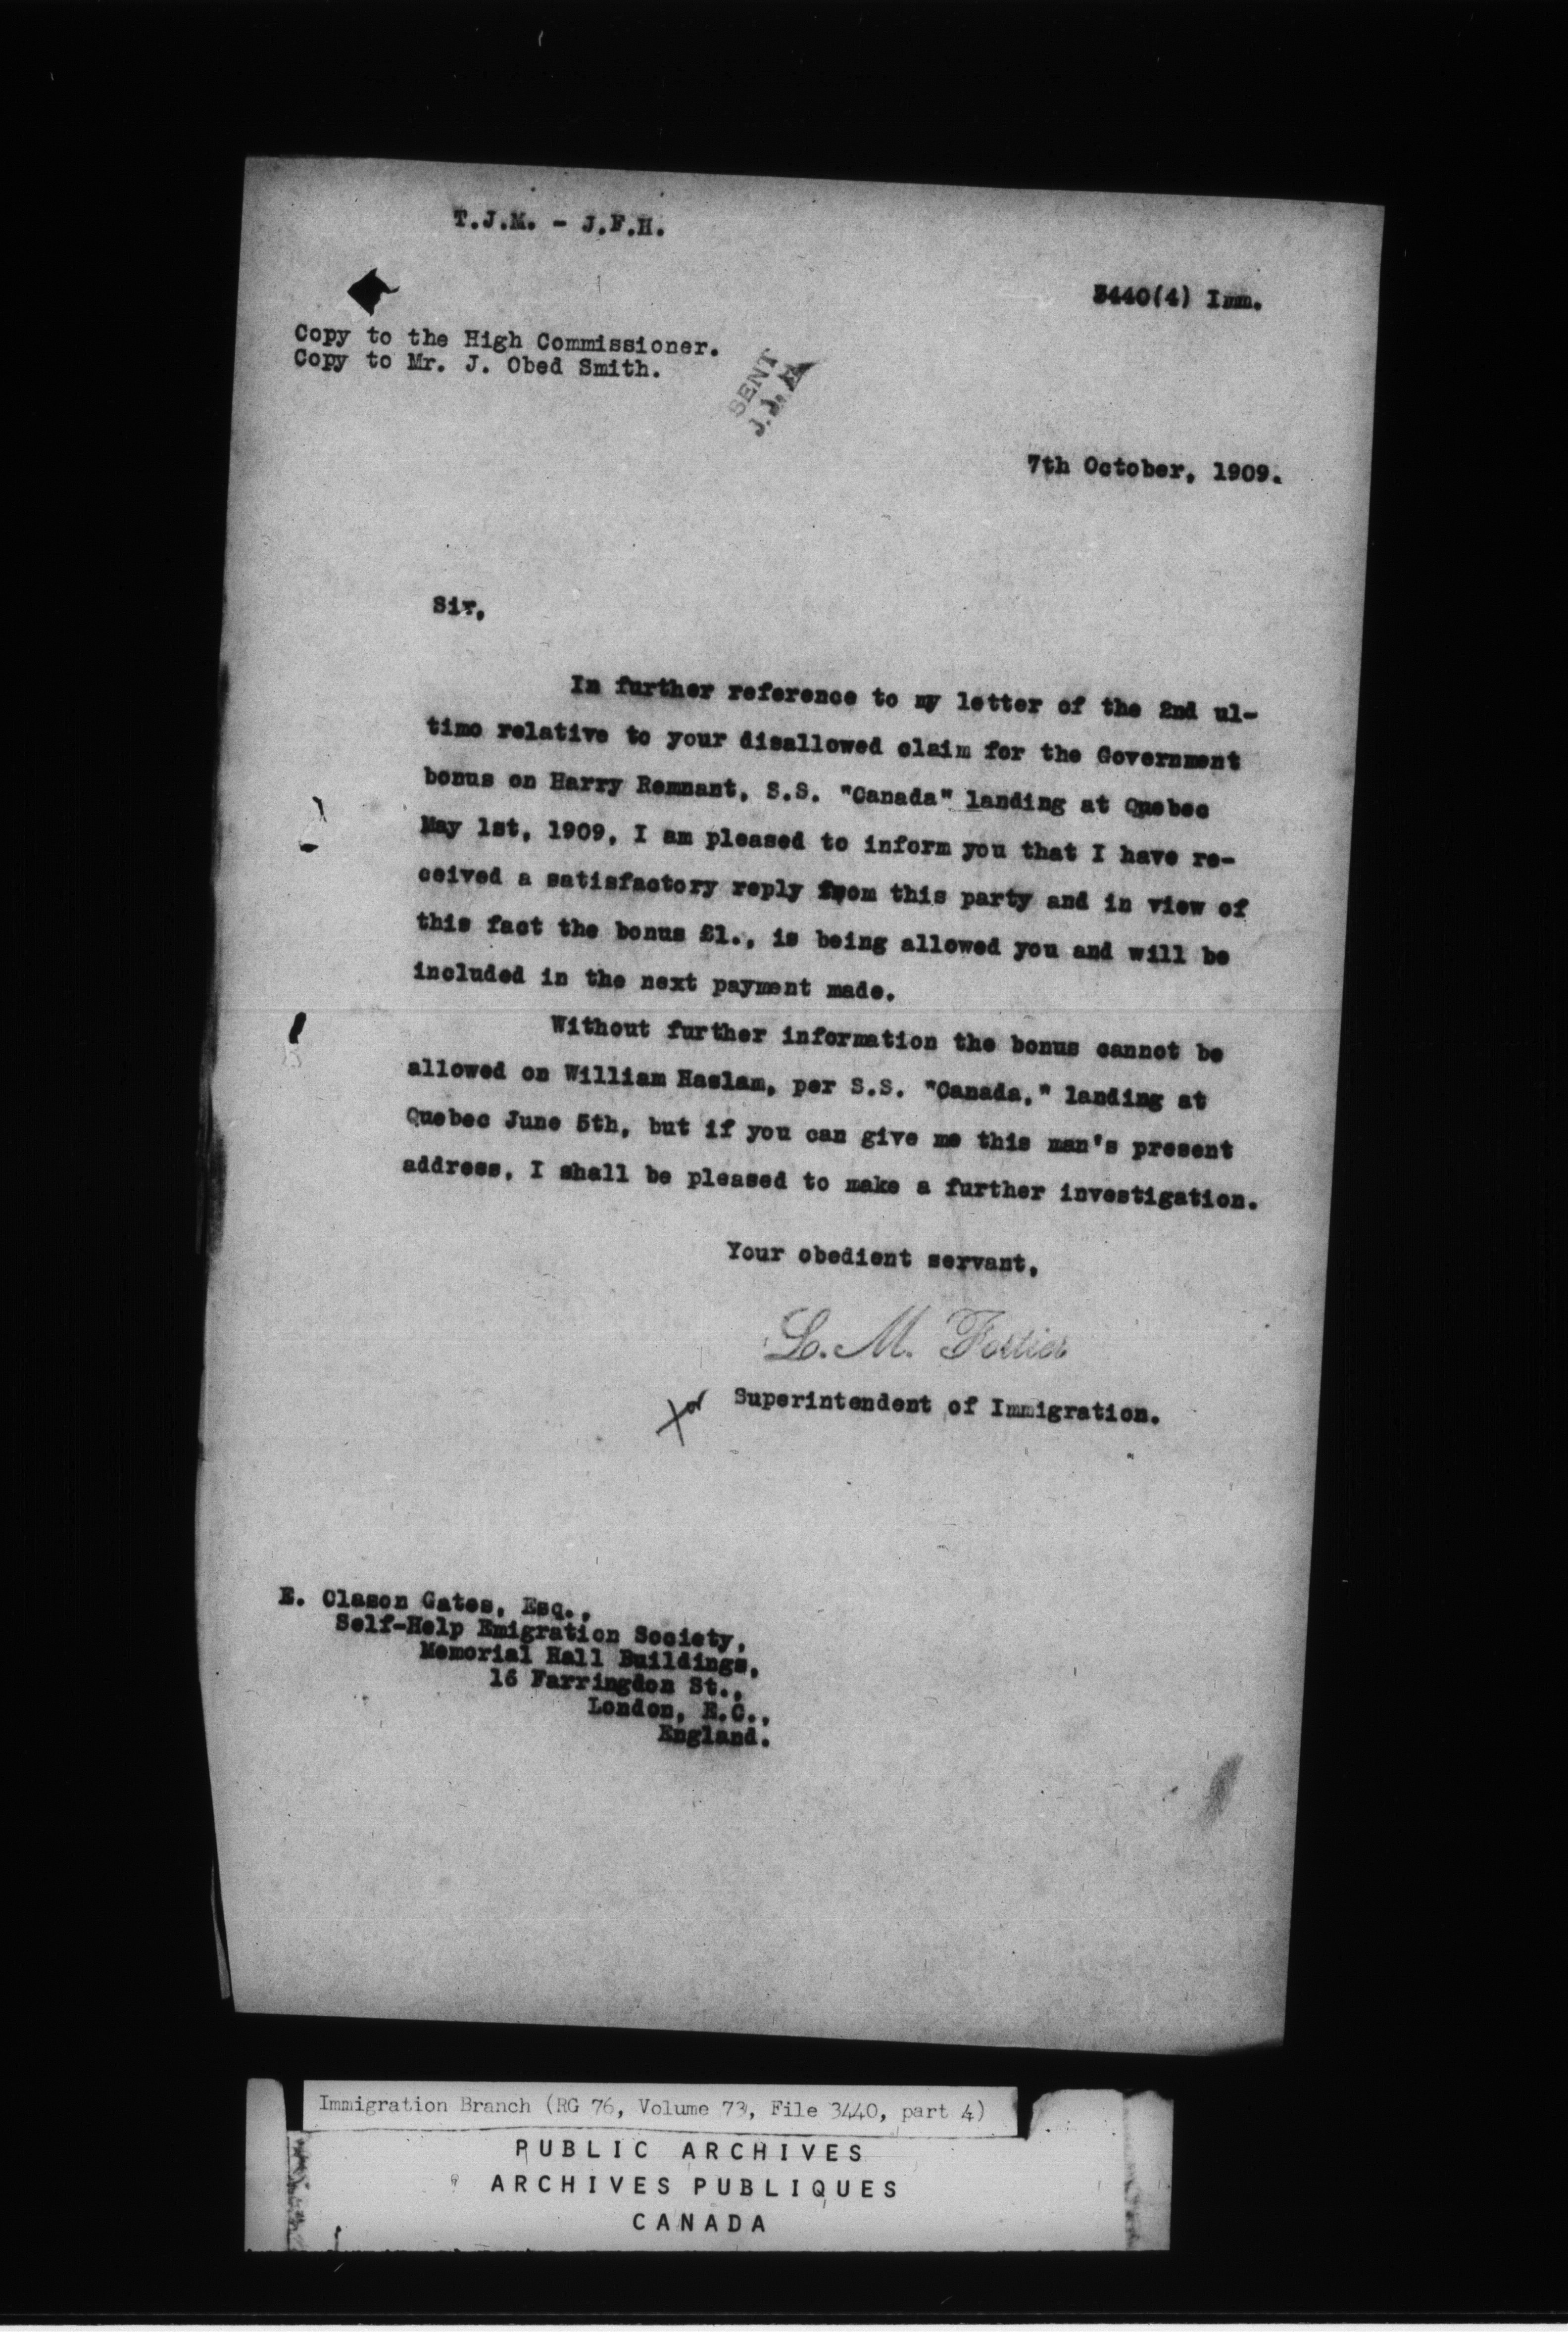 T.J.M. - J.F.H.
3440(4) Imm.
Copy to the High Commissioner.
Copy to Mr. J. Obed Smith.
SENT
J.J.H
7th October, 1909.
Sir,
In further reference to my letter of the 2nd ul-
timo relative to your disallowed claim for the Government
bonus on Harry Remnant, S.S. "Canada" landing at Quebec
May 1st, 1909, I am pleased to inform you that I have re-
ceived a satisfactory reply from this party and in view of
this fact the bonus £1., is being allowed you and will be
included in the next payment made.
Without further information the bonus cannot be
allowed on William Haslam, per S.S. "Canada," landing at
Quebec June 5th, but if you can give me this man's present
address, I shall be pleased to make a further investigation.
Your obedient servant,
L. M. Fortier
for Superintendent of Immigration.
E. Clason Gates, Esq.,
Self-Help Emigration Society,
Memorial Hall Buildings,
16 Farringdon St.,
London, E.C.,
England.
Immigration Branch (RG 76, Volume 73, File 3440, part 4)
PUBLIC ARCHIVES
ARCHIVES PUBLIQUES
CANADA